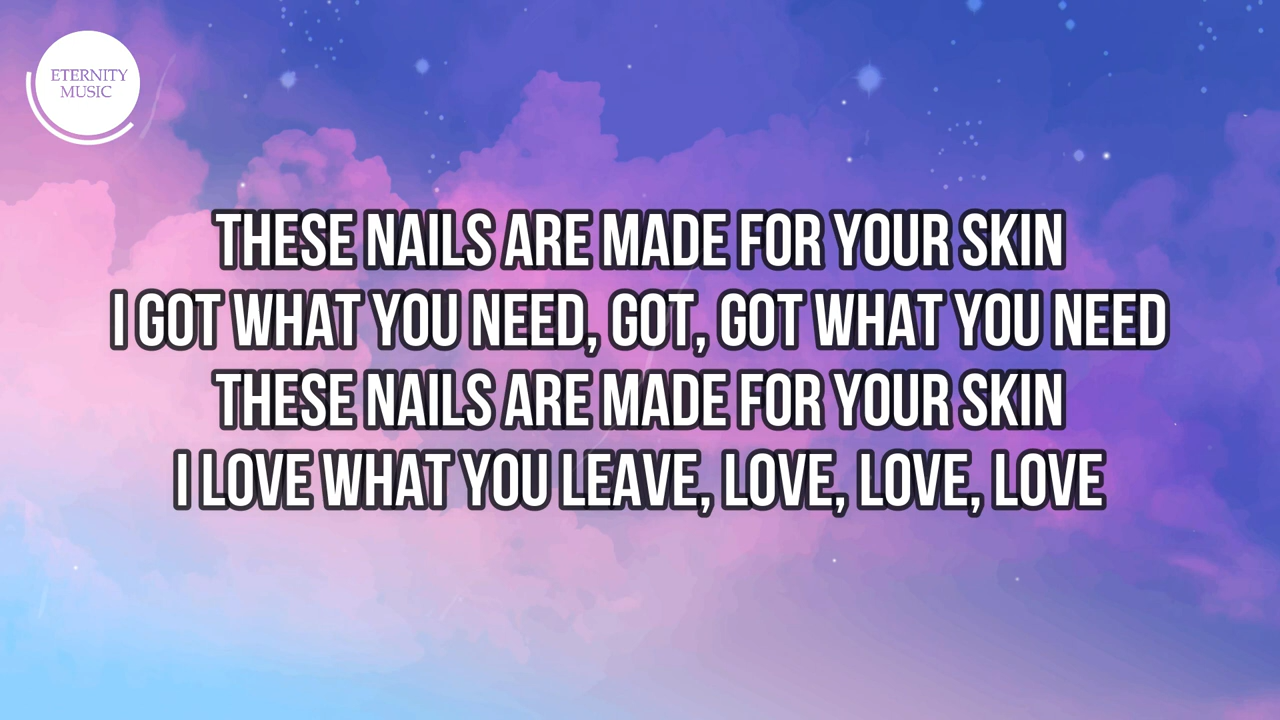 ETERNITY
MUSIC
THESE NAILS ARE MADE FOR YOUR SKIN
I GOT WHAT YOU NEED, GOT, GOT WHAT YOU NEED
THESE NAILS ARE MADE FOR YOUR SKIN
I LOVE WHAT YOU LEAVE, LOVE, LOVE, LOVE